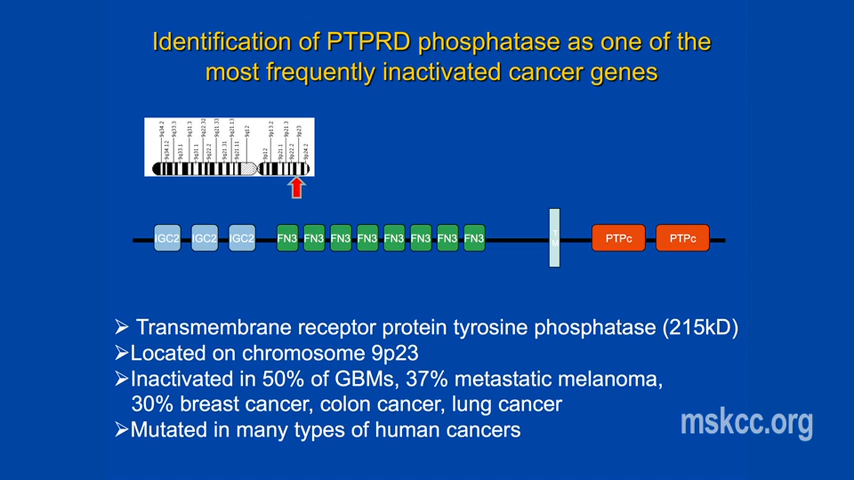 Identification of PTPRD phosphatase as one of the
most frequently inactivated cancer genes
IGC2 IGC2 IGC2 FN3 FN3 FN3 FN3 FN3 FN3 FN3 FN3 TM PTPc PTPc
➢ Transmembrane receptor protein tyrosine phosphatase (215kD)
➢Located on chromosome 9p23
➢Inactivated in 50% of GBMs, 37% metastatic melanoma,
30% breast cancer, colon cancer, lung cancer
➢Mutated in many types of human cancers
mskcc.org